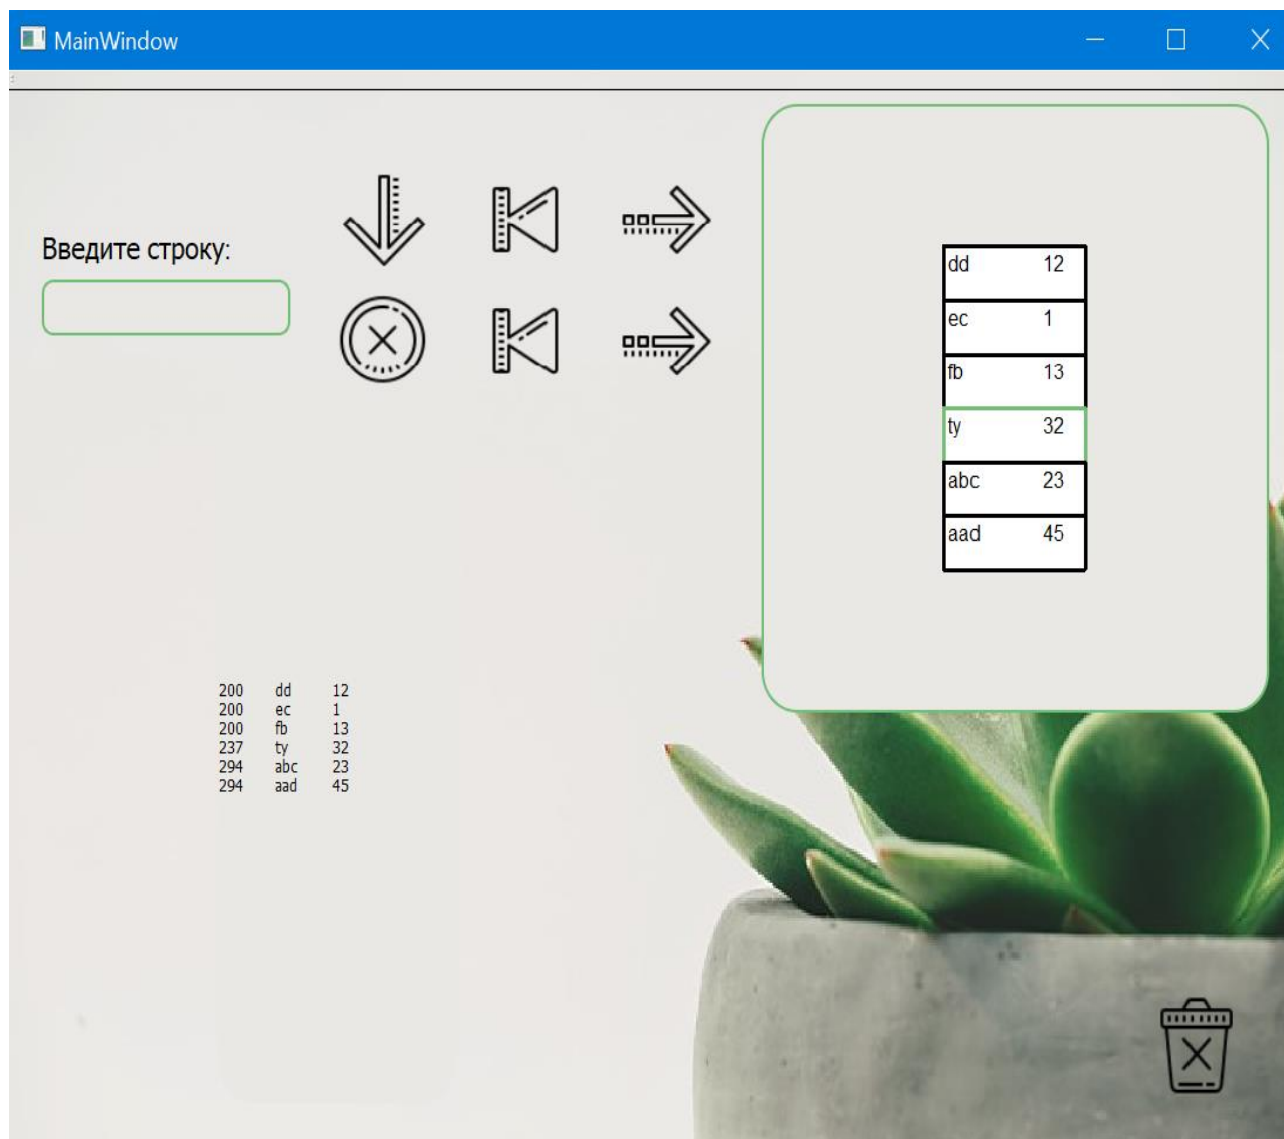 MainWindow
Введите строку:
dd 12
ec 1
fb 13
ty 32
abc 23
aad 45
200 dd 12
200 ec 1
200 fb 13
237 ty 32
294 abc 23
294 aad 45